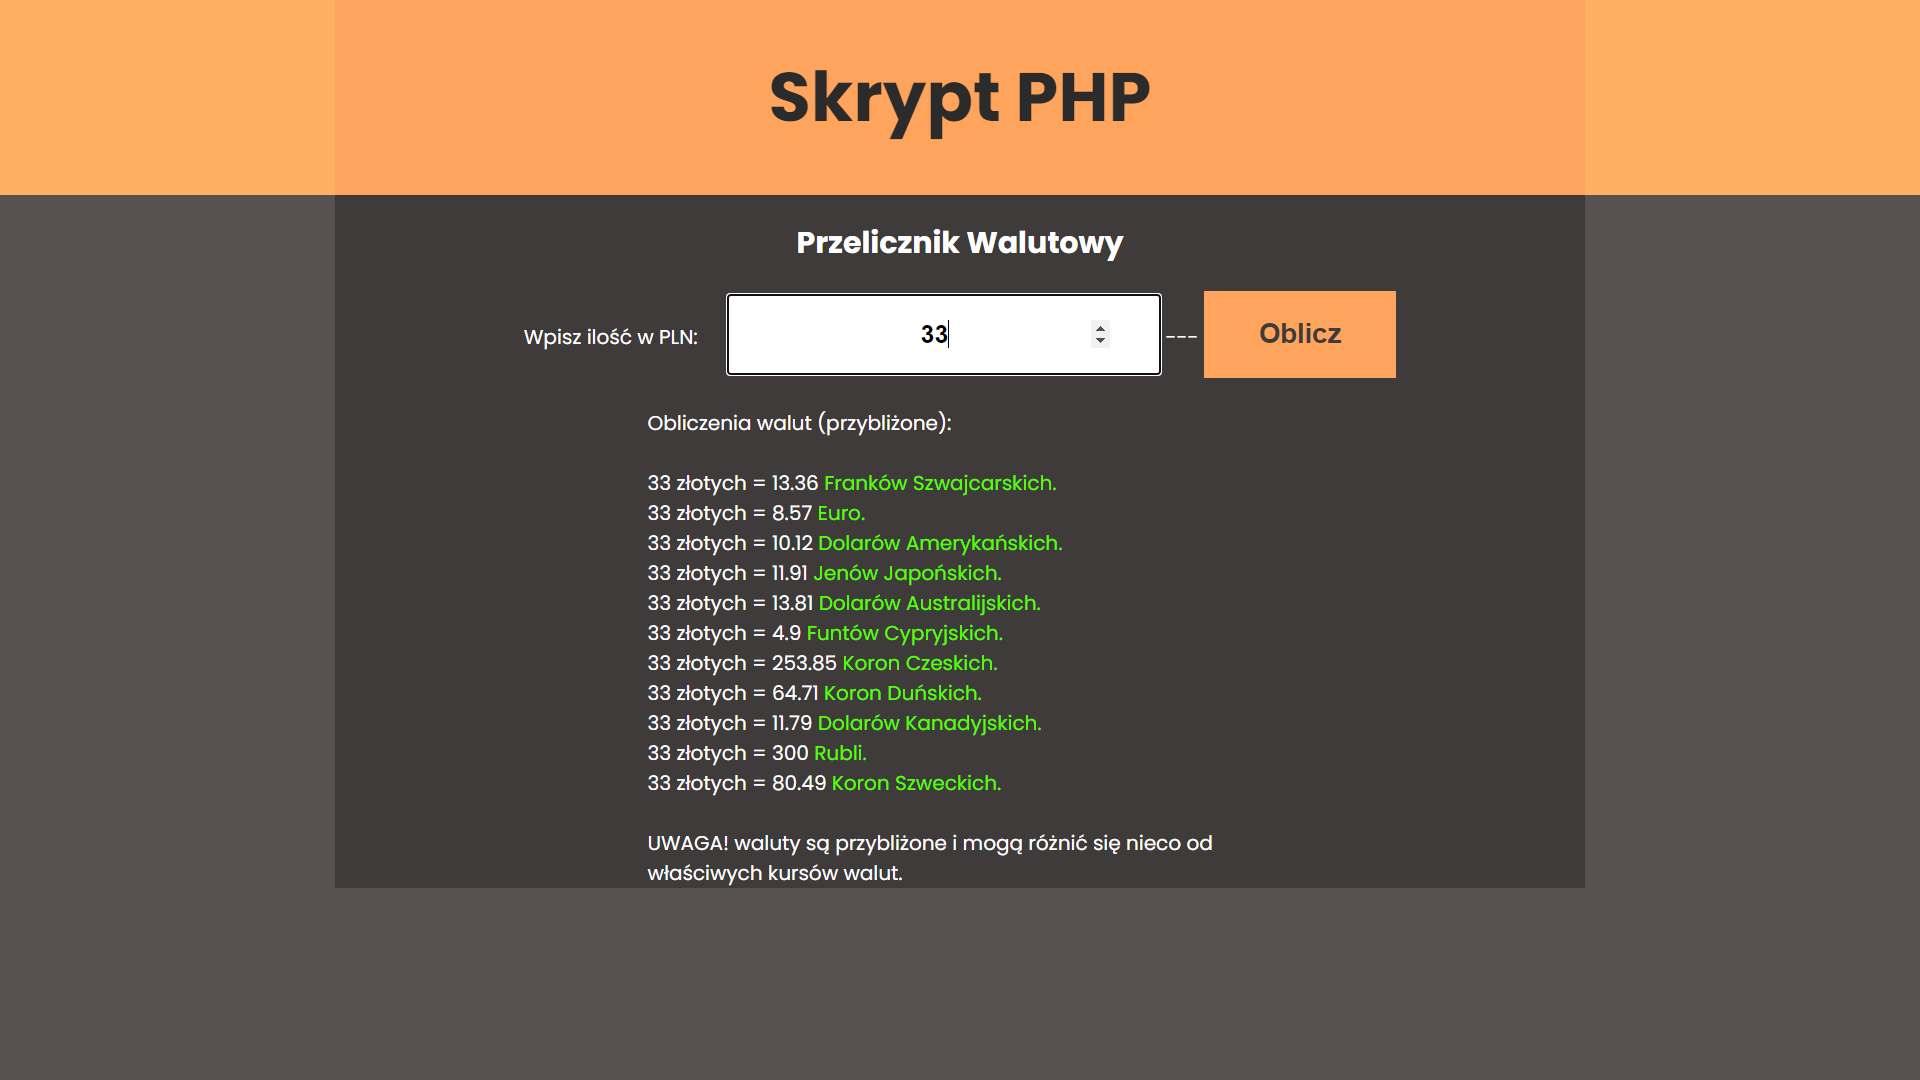 Skrypt PHP
Przelicznik Walutowy
Wpisz ilość w PLN: 33 --- Oblicz
Obliczenia walut (przybliżone):
33 złotych = 13.36 Franków Szwajcarskich.
33 złotych = 8.57 Euro.
33 złotych = 10.12 Dolarów Amerykańskich.
33 złotych = 11.91 Jenów Japońskich.
33 złotych = 13.81 Dolarów Australijskich.
33 złotych = 4.9 Funtów Cypryjskich.
33 złotych = 253.85 Koron Czeskich.
33 złotych = 64.71 Koron Duńskich.
33 złotych = 11.79 Dolarów Kanadyjskich.
33 złotych = 300 Rubli.
33 złotych = 80.49 Koron Szweckich.
UWAGA! waluty są przybliżone i mogą różnić się nieco od
właściwych kursów walut.